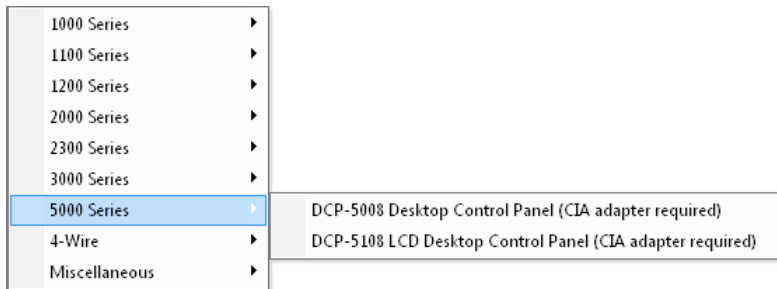 1000 Series
1100 Series
1200 Series
2000 Series
2300 Series
3000 Series
5000 Series
DCP-5008 Desktop Control Panel (CIA adapter required)
4-Wire
DCP-5108 LCD Desktop Control Panel (CIA adapter required)
Miscellaneous